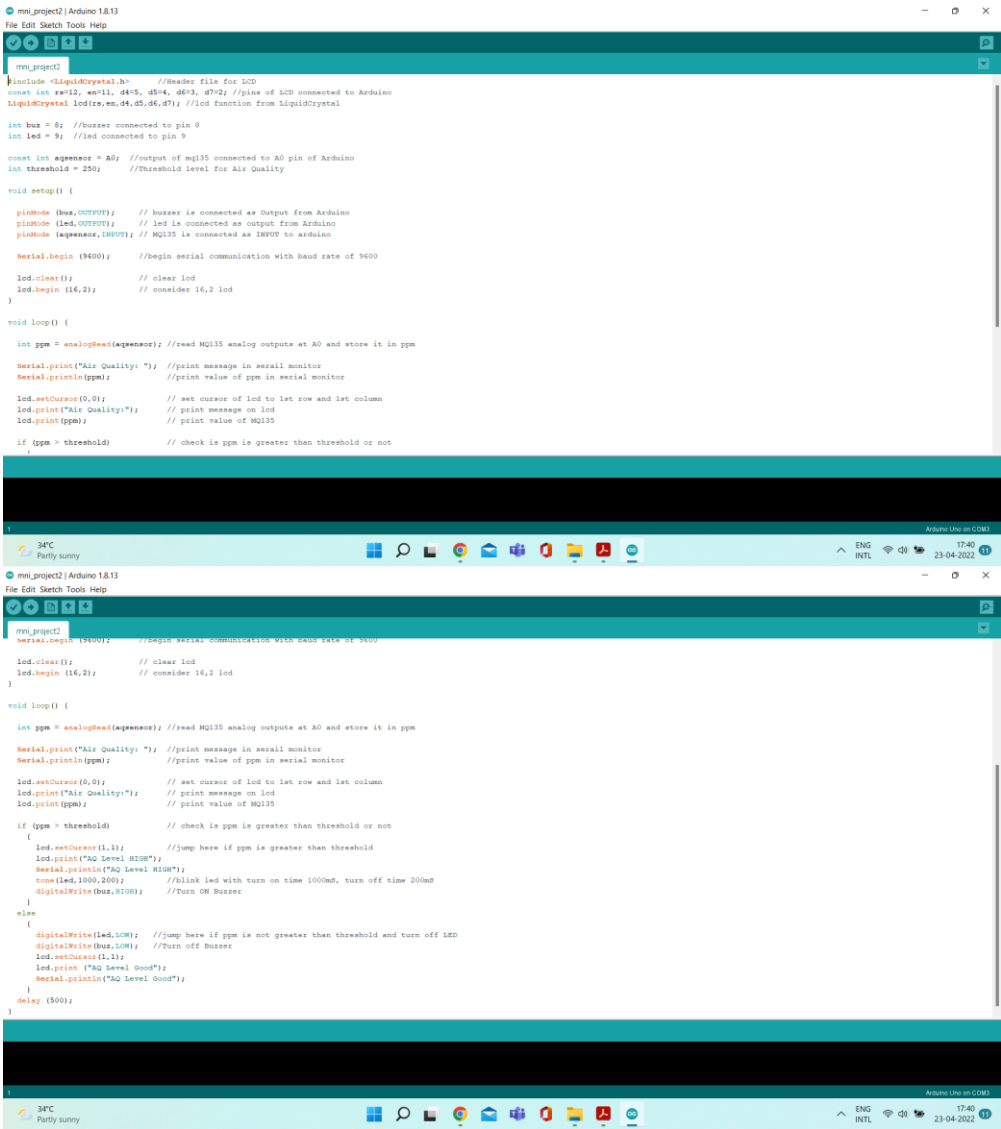 mni_project2 | Arduino 1.8.13
File Edit Sketch Tools Help
mni_project2
#include <LiquidCrystal.h> //Header file for LCD
const int rs=12, en=11, d4=5, d5=4, d6=3, d7=2; //pins of LCD connected to Arduino
LiquidCrystal lcd(rs,en,d4,d5,d6,d7); //lcd function from LiquidCrystal
int buz = 8; //buzzer connected to pin 8
int led = 9; //led connected to pin 9
const int aqsensor = A0; //output of mq135 connected to A0 pin of Arduino
int threshold = 250; //Threshold level for Air Quality
void setup() {
pinMode (buz,OUTPUT); // buzzer is connected as Output from Arduino
pinMode (led,OUTPUT); // led is connected as output from Arduino
pinMode (aqsensor,INPUT); // MQ135 is connected as INPUT to arduino
Serial.begin (9600); //begin serial communication with baud rate of 9600
lcd.clear(); // clear lcd
lcd.begin (16,2); // consider 16,2 lcd
}
void loop() {
int ppm = analogRead(aqsensor); //read MQ135 analog outputs at A0 and store it in ppm
Serial.print("Air Quality: "); //print message in serail monitor
Serial.println(ppm); //print value of ppm in serial monitor
lcd.setCursor(0,0); // set cursor of lcd to 1st row and 1st column
lcd.print("Air Quality:"); // print message on lcd
lcd.print(ppm); // print value of MQ135
if (ppm > threshold) // check is ppm is greater than threshold or not
1
Arduino Uno on COM3
34°C
Partly sunny
ENG
INTL
17:40
23-04-2022
11
mni_project2 | Arduino 1.8.13
File Edit Sketch Tools Help
mni_project2
Serial.begin (9600); //begin serial communication with baud rate of 9600
lcd.clear(); // clear lcd
lcd.begin (16,2); // consider 16,2 lcd
}
void loop() {
int ppm = analogRead(aqsensor); //read MQ135 analog outputs at A0 and store it in ppm
Serial.print("Air Quality: "); //print message in serail monitor
Serial.println(ppm); //print value of ppm in serial monitor
lcd.setCursor(0,0); // set cursor of lcd to 1st row and 1st column
lcd.print("Air Quality:"); // print message on lcd
lcd.print(ppm); // print value of MQ135
if (ppm > threshold) // check is ppm is greater than threshold or not
{
lcd.setCursor(1,1); //jump here if ppm is greater than threshold
lcd.print("AQ Level HIGH");
Serial.println("AQ Level HIGH");
tone(led,1000,200); //blink led with turn on time 1000mS, turn off time 200mS
digitalWrite(buz,HIGH); //Turn ON Buzzer
}
else
{
digitalWrite(led,LOW); //jump here if ppm is not greater than threshold and turn off LED
digitalWrite(buz,LOW); //Turn off Buzzer
lcd.setCursor(1,1);
lcd.print ("AQ Level Good");
Serial.println("AQ Level Good");
}
delay (500);
}
1
Arduino Uno on COM3
34°C
Partly sunny
ENG
INTL
17:40
23-04-2022
11